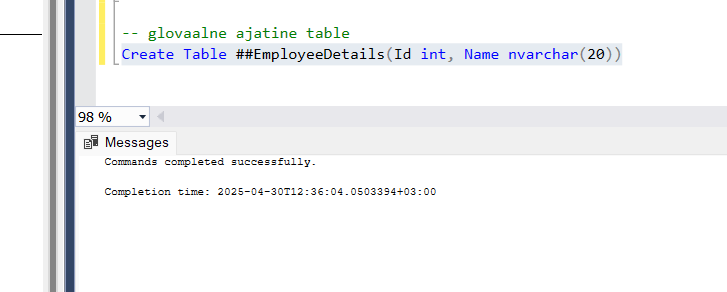 -- glovaalne ajatine table
Create Table ##EmployeeDetails(Id int, Name nvarchar(20))
98 %
Messages
Commands completed successfully.
Completion time: 2025-04-30T12:36:04.0503394+03:00